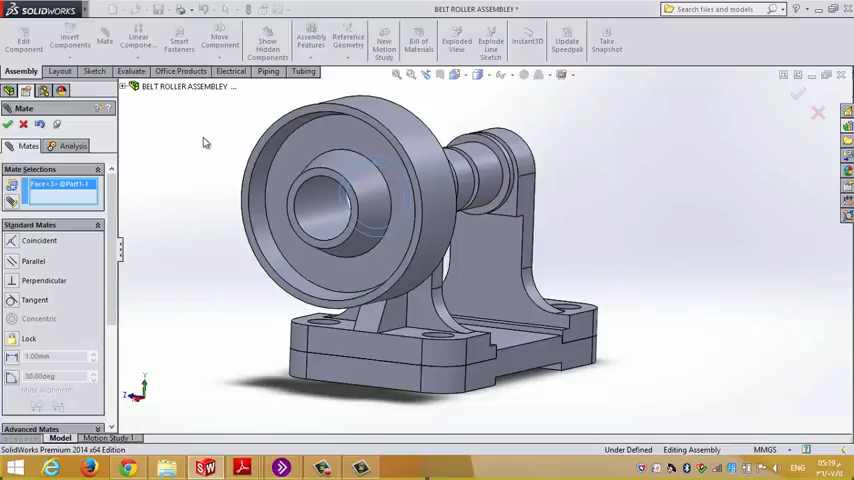 SOLIDWORKS
BELT ROLLER ASSEMBLEY *
Search files and models
Edit Component
Insert Components
Mate
Linear Compone...
Smart Fasteners
Move Component
Show Hidden Components
Assembly Features
Reference Geometry
New Motion Study
Bill of Materials
Exploded View
Explode Line Sketch
Instant3D
Update Speedpak
Take Snapshot
Assembly Layout Sketch Evaluate Office Products Electrical Piping Tubing
BELT ROLLER ASSEMBLEY ...
Mate
Mates Analysis
Mate Selections
Face<3>@Part1-1
Standard Mates
Coincident
Parallel
Perpendicular
Tangent
Concentric
Lock
1.00mm
30.00deg
Mate alignment:
Advanced Mates
Y
Z
Model Motion Study 1
SolidWorks Premium 2014 x64 Edition Under Defined Editing Assembly MMGS
ENG
05:19 م